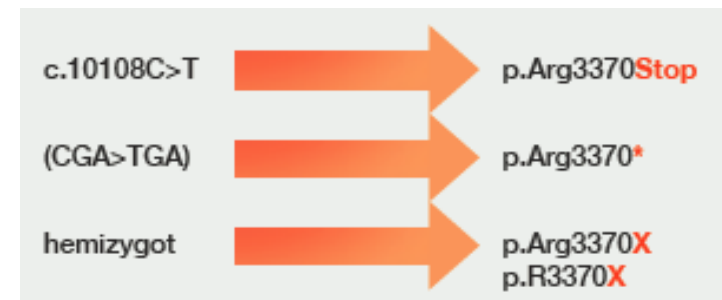 c.10108C>T p.Arg3370Stop
(CGA>TGA) p.Arg3370*
hemizygot p.Arg3370X
p.R3370X